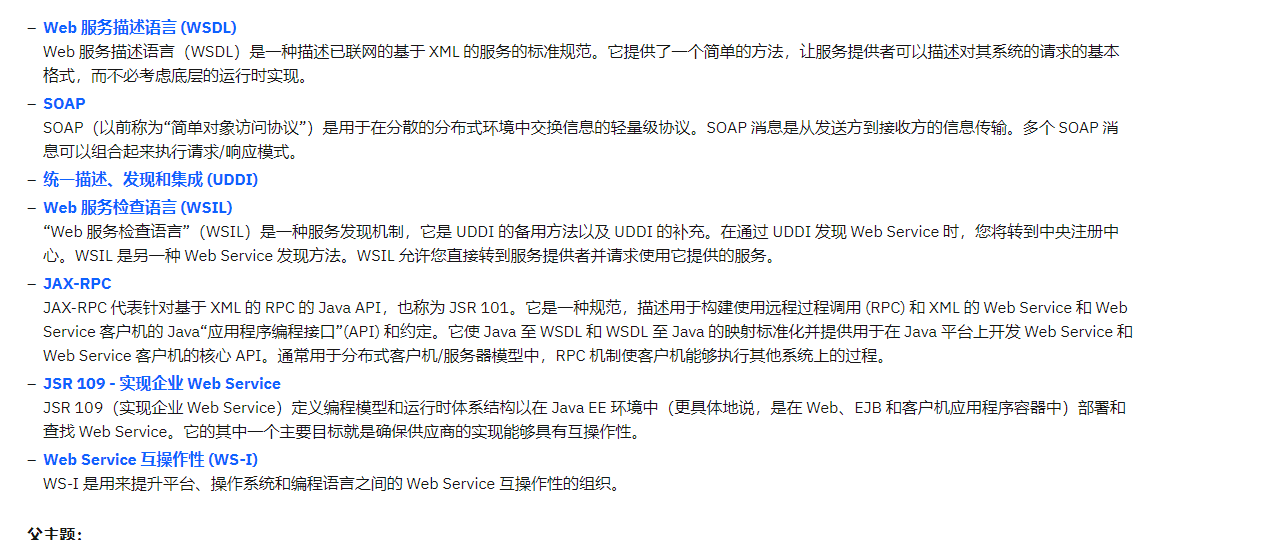 – Web 服务描述语言 (WSDL)
Web 服务描述语言（WSDL）是一种描述已联网的基于 XML 的服务的标准规范。它提供了一个简单的方法，让服务提供者可以描述对其系统的请求的基本
格式，而不必考虑底层的运行时实现。
– SOAP
SOAP（以前称为“简单对象访问协议”）是用于在分散的分布式环境中交换信息的轻量级协议。SOAP 消息是从发送方到接收方的信息传输。多个 SOAP 消
息可以组合起来执行请求/响应模式。
– 统一描述、发现和集成 (UDDI)
– Web 服务检查语言 (WSIL)
“Web 服务检查语言”（WSIL）是一种服务发现机制，它是 UDDI 的备用方法以及 UDDI 的补充。在通过 UDDI 发现 Web Service 时，您将转到中央注册中
心。WSIL 是另一种 Web Service 发现方法。WSIL 允许您直接转到服务提供者并请求使用它提供的服务。
– JAX-RPC
JAX-RPC 代表针对基于 XML 的 RPC 的 Java API，也称为 JSR 101。它是一种规范，描述用于构建使用远程过程调用 (RPC) 和 XML 的 Web Service 和 Web
Service 客户机的 Java“应用程序编程接口”(API) 和约定。它使 Java 至 WSDL 和 WSDL 至 Java 的映射标准化并提供用于在 Java 平台上开发 Web Service 和
Web Service 客户机的核心 API。通常用于分布式客户机/服务器模型中，RPC 机制使客户机能够执行其他系统上的过程。
– JSR 109 - 实现企业 Web Service
JSR 109（实现企业 Web Service）定义编程模型和运行时体系结构以在 Java EE 环境中（更具体地说，是在 Web、EJB 和客户机应用程序容器中）部署和
查找 Web Service。它的其中一个主要目标就是确保供应商的实现能够具有互操作性。
– Web Service 互操作性 (WS-I)
WS-I 是用来提升平台、操作系统和编程语言之间的 Web Service 互操作性的组织。
父主题：